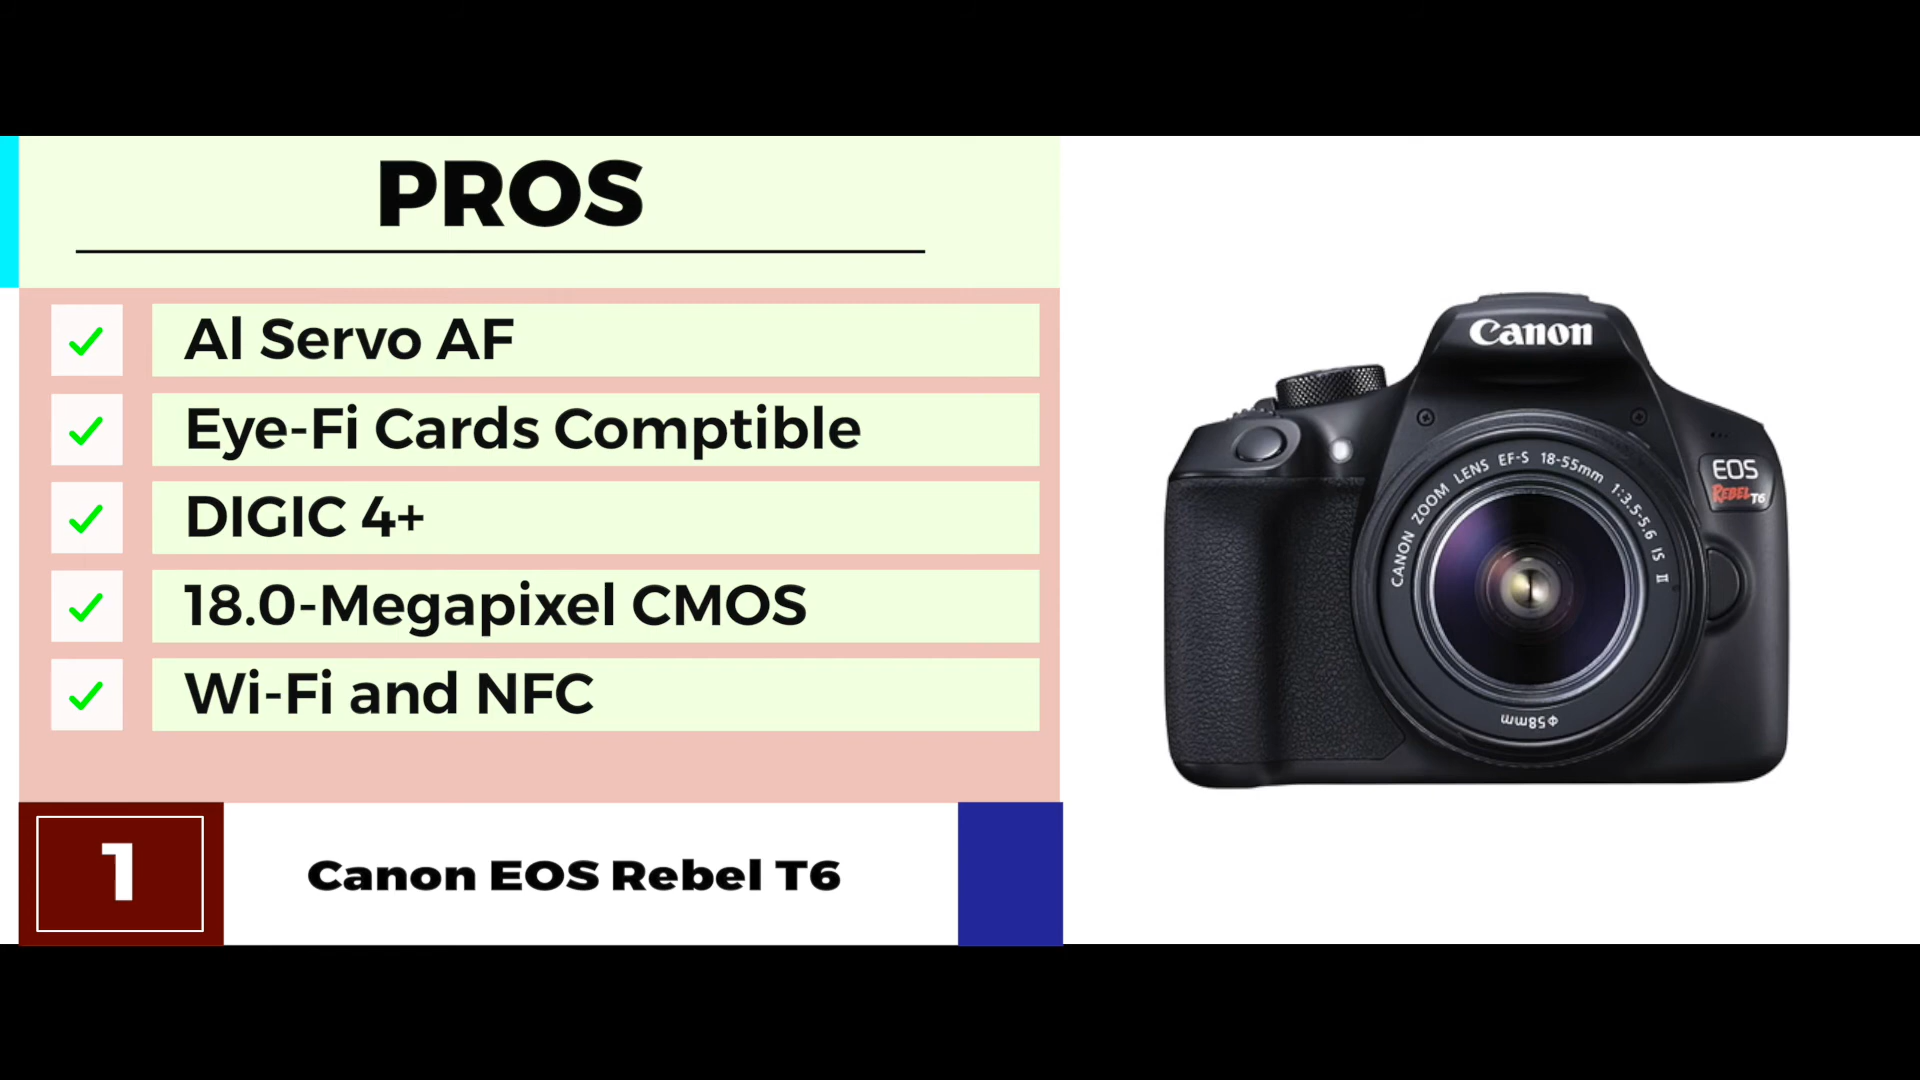 PROS
Al Servo AF
Eye-Fi Cards Comptible
DIGIC 4+
18.0-Megapixel CMOS
Wi-Fi and NFC
1
Canon EOS Rebel T6
Canon
EOS
REBEL T6
CANON ZOOM LENS EF-S 18-55mm 1:3.5-5.6 IS II
Φ58mm